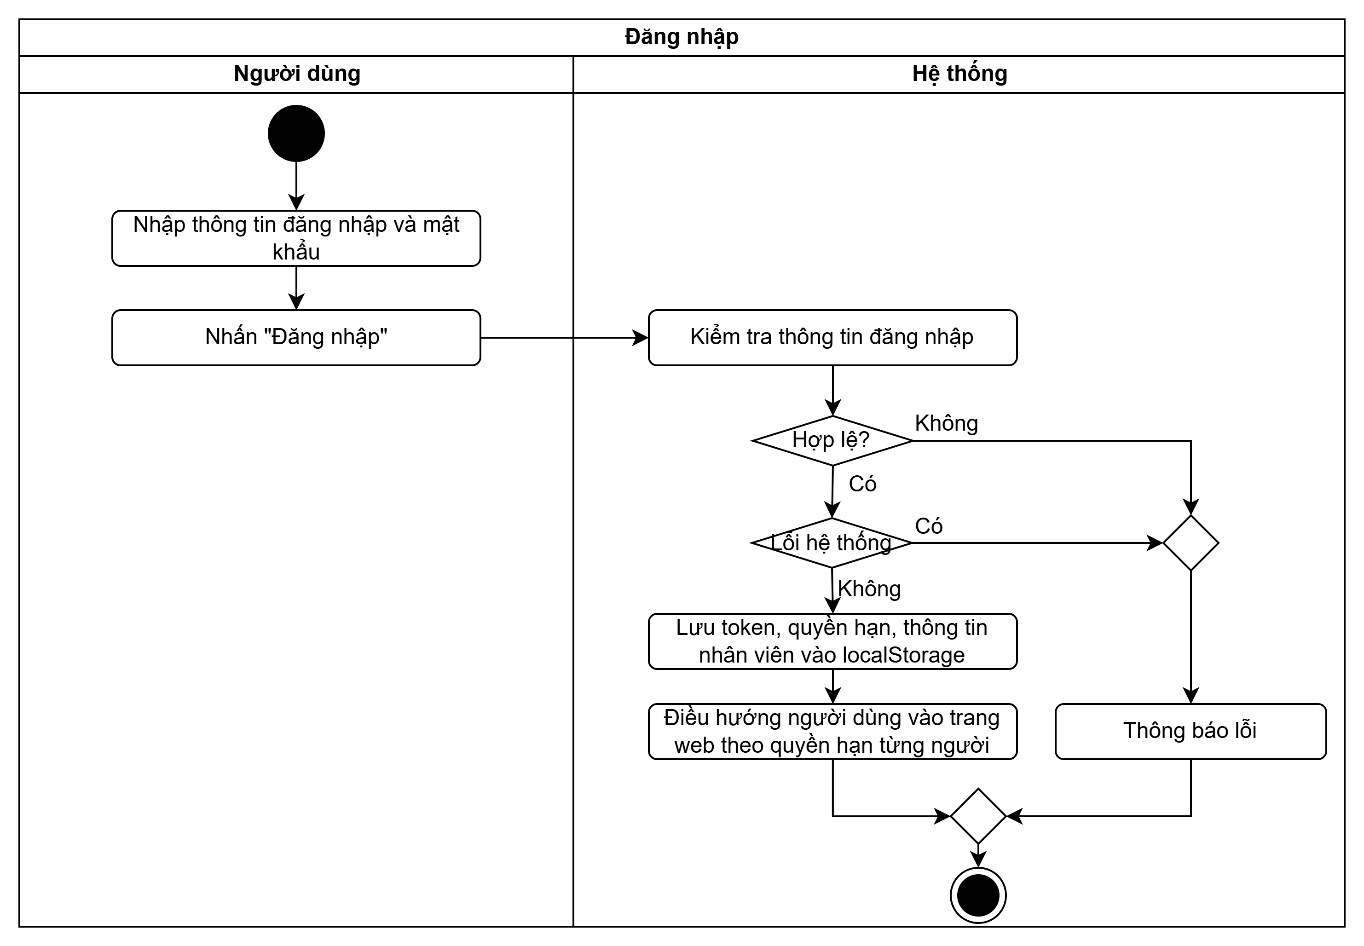 Đăng nhập
Người dùng
Hệ thống
Nhập thông tin đăng nhập và mật
khẩu
Nhấn "Đăng nhập"
Kiểm tra thông tin đăng nhập
Hợp lệ?
Không
Có
Lỗi hệ thống
Có
Không
Lưu token, quyền hạn, thông tin
nhân viên vào localStorage
Điều hướng người dùng vào trang
web theo quyền hạn từng người
Thông báo lỗi